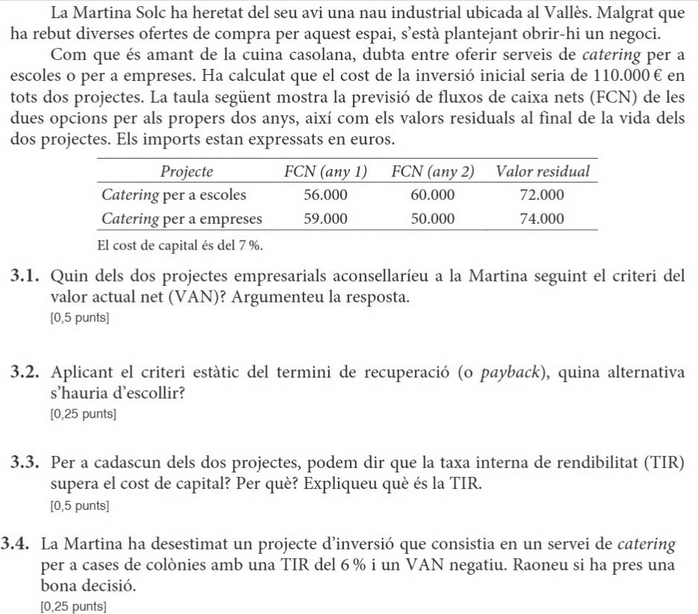 La Martina Solc ha heretat del seu avi una nau industrial ubicada al Vallès. Malgrat que
ha rebut diverses ofertes de compra per aquest espai, s'està plantejant obrir-hi un negoci.
Com que és amant de la cuina casolana, dubta entre oferir serveis de catering per a
escoles o per a empreses. Ha calculat que el cost de la inversió inicial seria de 110.000 € en
tots dos projectes. La taula següent mostra la previsió de fluxos de caixa nets (FCN) de les
dues opcions per als propers dos anys, així com els valors residuals al final de la vida dels
dos projectes. Els imports estan expressats en euros.
Projecte FCN (any 1) FCN (any 2) Valor residual
Catering per a escoles 56.000 60.000 72.000
Catering per a empreses 59.000 50.000 74.000
El cost de capital és del 7 %.
3.1. Quin dels dos projectes empresarials aconsellaríeu a la Martina seguint el criteri del
valor actual net (VAN)? Argumenteu la resposta.
[0,5 punts]
3.2. Aplicant el criteri estàtic del termini de recuperació (o payback), quina alternativa
s'hauria d'escollir?
[0,25 punts]
3.3. Per a cadascun dels dos projectes, podem dir que la taxa interna de rendibilitat (TIR)
supera el cost de capital? Per què? Expliqueu què és la TIR.
[0,5 punts]
3.4. La Martina ha desestimat un projecte d'inversió que consistia en un servei de catering
per a cases de colònies amb una TIR del 6 % i un VAN negatiu. Raoneu si ha pres una
bona decisió.
[0,25 punts]